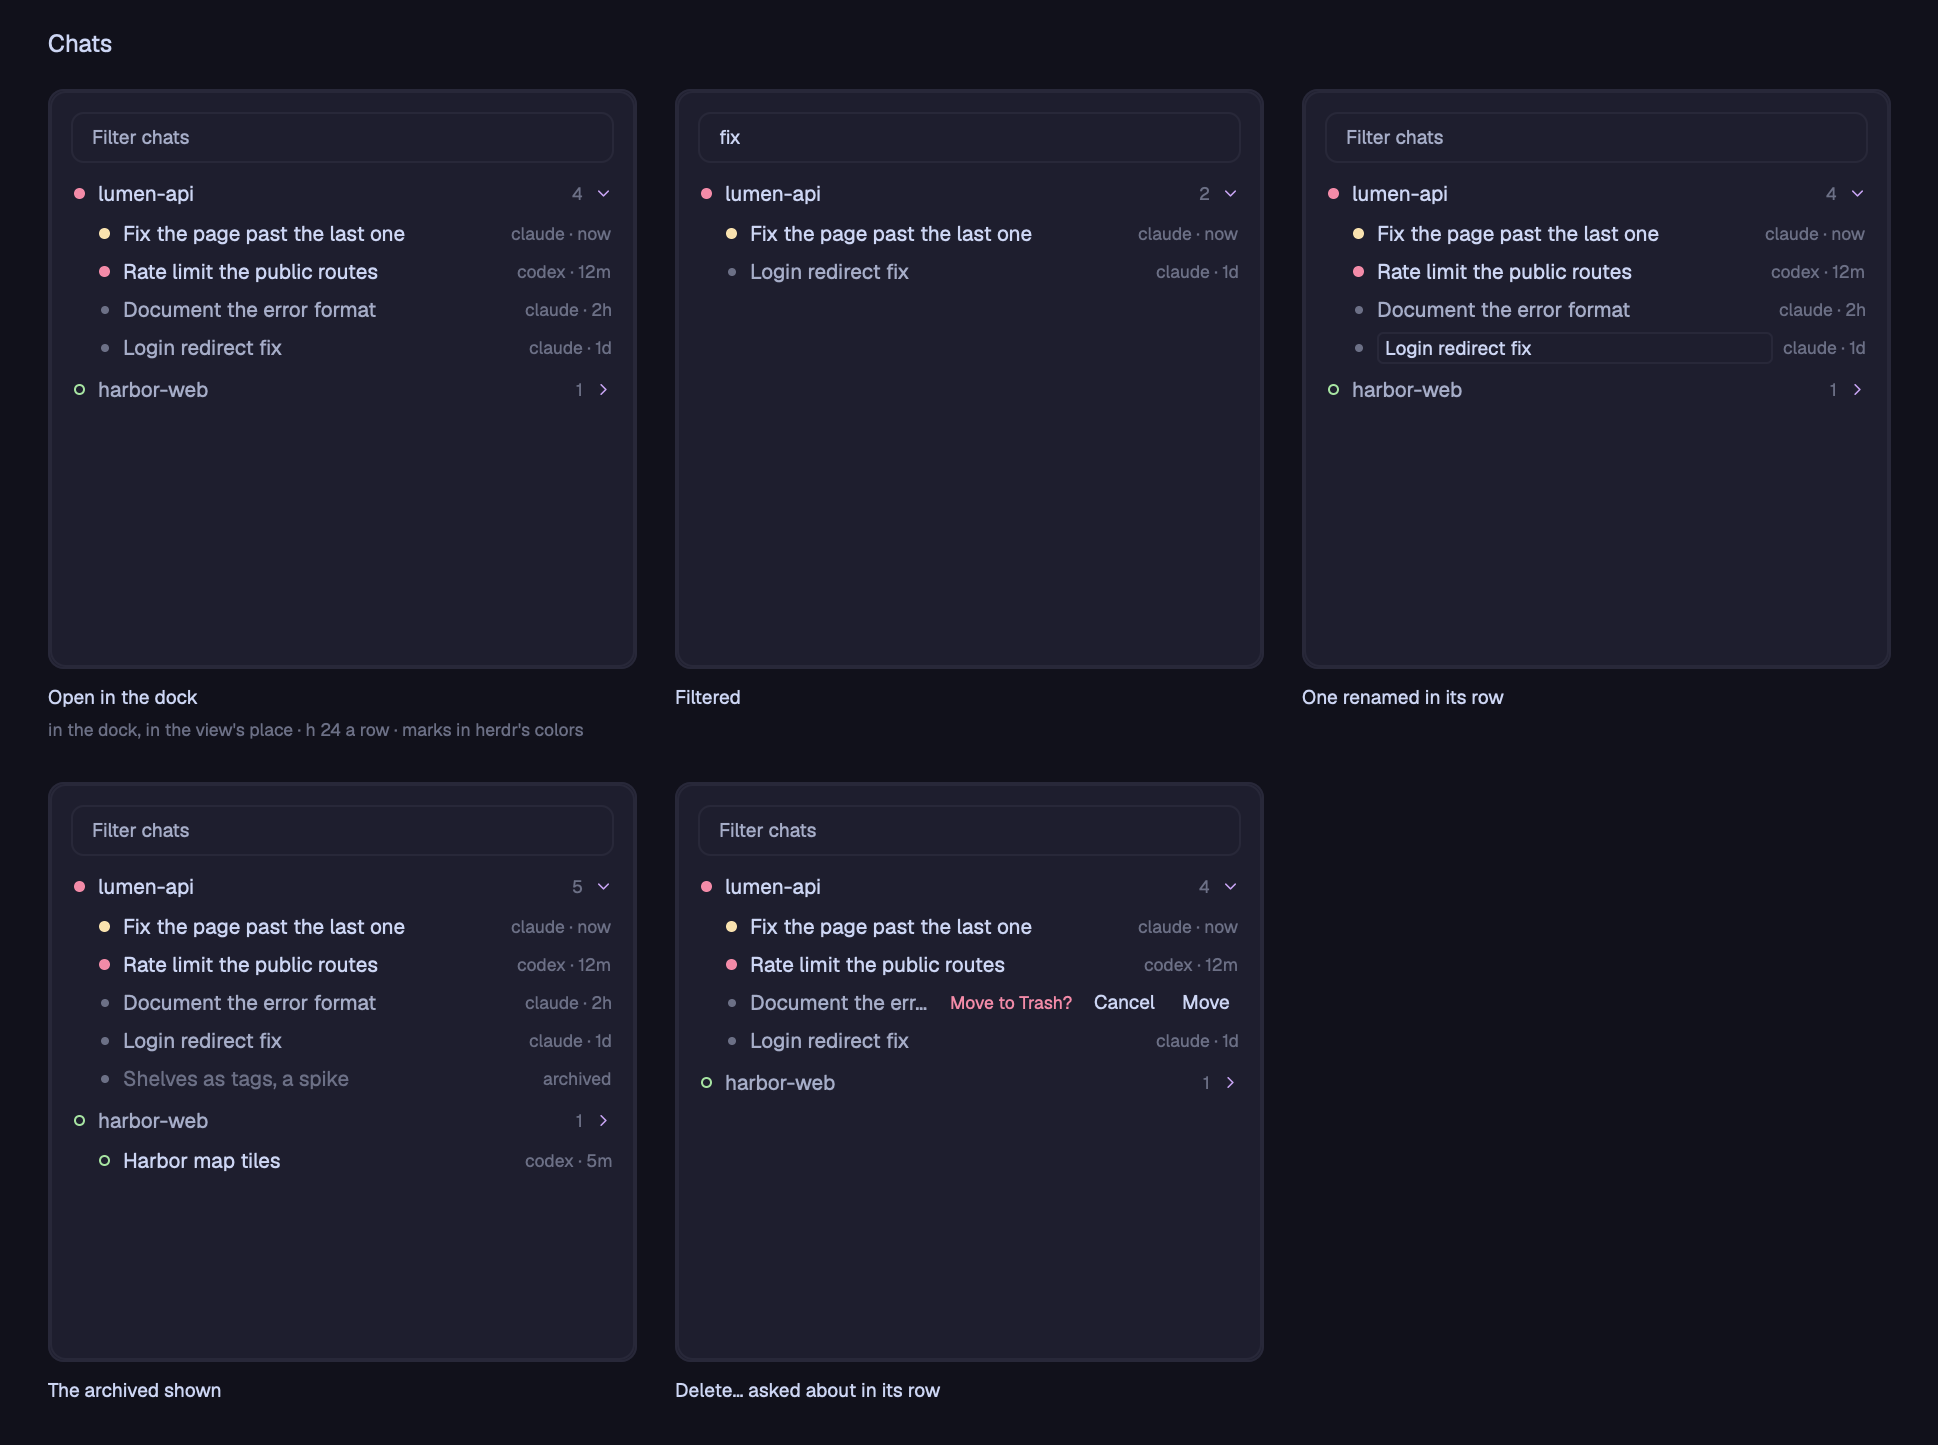 Chats
Filter chats
lumen-api 4
Fix the page past the last one claude · now
Rate limit the public routes codex · 12m
Document the error format claude · 2h
Login redirect fix claude · 1d
harbor-web 1
Open in the dock
in the dock, in the view's place · h 24 a row · marks in herdr's colors
fix
lumen-api 2
Fix the page past the last one claude · now
Login redirect fix claude · 1d
Filtered
Filter chats
lumen-api 4
Fix the page past the last one claude · now
Rate limit the public routes codex · 12m
Document the error format claude · 2h
Login redirect fix claude · 1d
harbor-web 1
One renamed in its row
Filter chats
lumen-api 5
Fix the page past the last one claude · now
Rate limit the public routes codex · 12m
Document the error format claude · 2h
Login redirect fix claude · 1d
Shelves as tags, a spike archived
harbor-web 1
Harbor map tiles codex · 5m
The archived shown
Filter chats
lumen-api 4
Fix the page past the last one claude · now
Rate limit the public routes codex · 12m
Document the err... Move to Trash? Cancel Move
Login redirect fix claude · 1d
harbor-web 1
Delete... asked about in its row